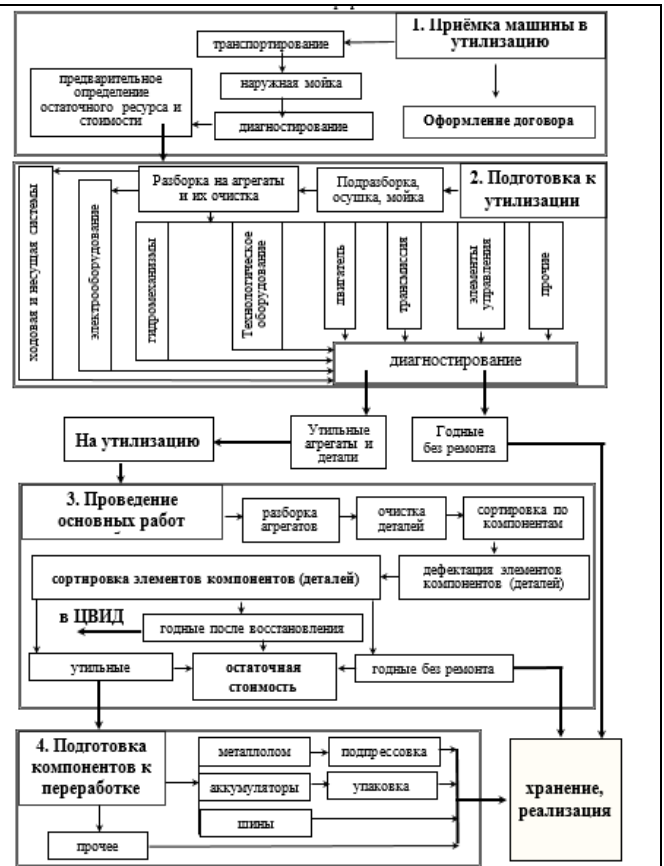 1. Приёмка машины в
утилизацию
транспортирование
наружная мойка
диагностирование
предварительное
определение
остаточного ресурса и
стоимости
Оформление договора
2. Подготовка к
утилизации
Подразборка,
осушка, мойка
Разборка на агрегаты
и их очистка
ходовая и несущая системы
электрооборудование
гидромеханизмы
Технологическое
оборудование
двигатель
трансмиссия
элементы
управления
прочие
диагностирование
На утилизацию
Утильные
агрегаты и
детали
Годные
без ремонта
3. Проведение
основных работ
разборка
агрегатов
очистка
деталей
сортировка по
компонентам
сортировка элементов компонентов (деталей)
дефектация элементов
компонентов (деталей)
в ЦВИД
годные после восстановления
утильные
остаточная
стоимость
годные без ремонта
4. Подготовка
компонентов к
переработке
металлолом
подпрессовка
аккумуляторы
упаковка
шины
прочее
хранение,
реализация